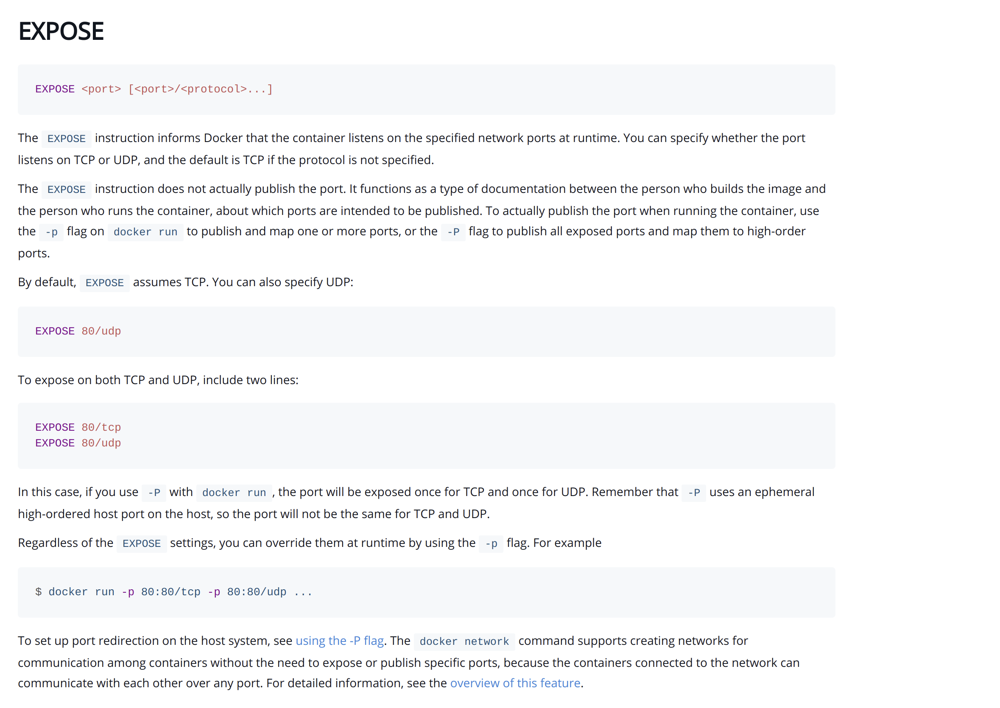 EXPOSE
EXPOSE <port> [<port>/<protocol>...]
The EXPOSE instruction informs Docker that the container listens on the specified network ports at runtime. You can specify whether the port
listens on TCP or UDP, and the default is TCP if the protocol is not specified.
The EXPOSE instruction does not actually publish the port. It functions as a type of documentation between the person who builds the image and
the person who runs the container, about which ports are intended to be published. To actually publish the port when running the container, use
the -p flag on docker run to publish and map one or more ports, or the -P flag to publish all exposed ports and map them to high-order
ports.
By default, EXPOSE assumes TCP. You can also specify UDP:
EXPOSE 80/udp
To expose on both TCP and UDP, include two lines:
EXPOSE 80/tcp
EXPOSE 80/udp
In this case, if you use -P with docker run , the port will be exposed once for TCP and once for UDP. Remember that -P uses an ephemeral
high-ordered host port on the host, so the port will not be the same for TCP and UDP.
Regardless of the EXPOSE settings, you can override them at runtime by using the -p flag. For example
$ docker run -p 80:80/tcp -p 80:80/udp ...
To set up port redirection on the host system, see using the -P flag. The docker network command supports creating networks for
communication among containers without the need to expose or publish specific ports, because the containers connected to the network can
communicate with each other over any port. For detailed information, see the overview of this feature.